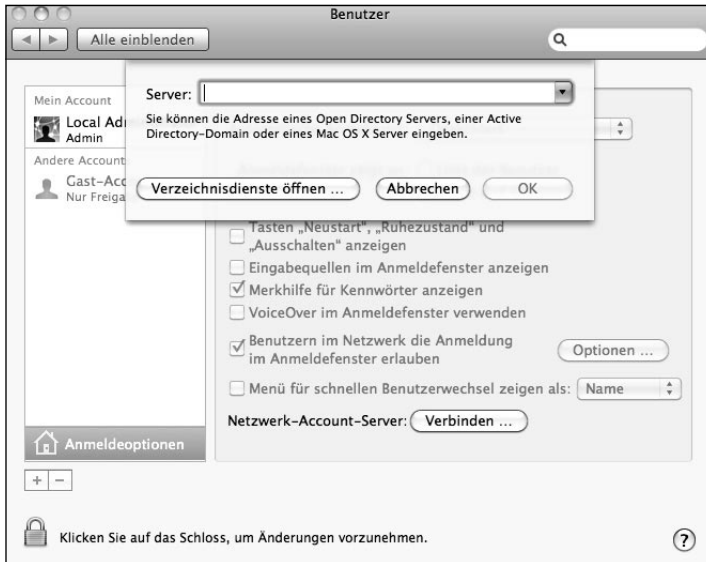 Benutzer
Alle einblenden
Server:
Sie können die Adresse eines Open Directory Servers, einer Active
Directory-Domain oder eines Mac OS X Server eingeben.
Verzeichnisdienste öffnen ...
Abbrechen
OK
Mein Account
Local
Admin
Andere Account
Gast-Acc
Nur Freiga
Tasten „Neustart“, „Ruhezustand“ und
„Ausschalten“ anzeigen
Eingabequellen im Anmeldefenster anzeigen
Merkhilfe für Kennwörter anzeigen
VoiceOver im Anmeldefenster verwenden
Benutzern im Netzwerk die Anmeldung
im Anmeldefenster erlauben
Optionen ...
Menü für schnellen Benutzerwechsel zeigen als: Name
Netzwerk-Account-Server: Verbinden ...
Anmeldeoptionen
+ −
Klicken Sie auf das Schloss, um Änderungen vorzunehmen.
?